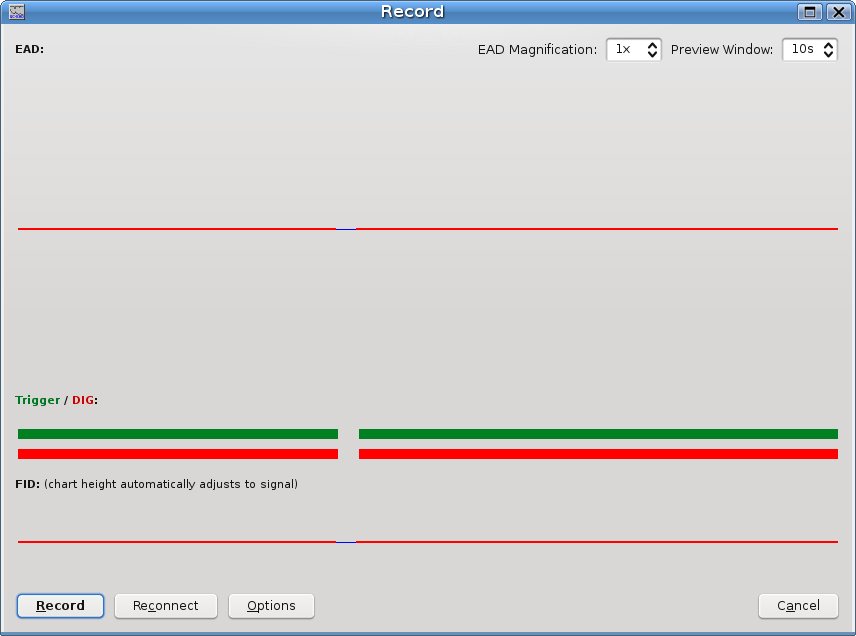 Record
EAD:
EAD Magnification: 1x Preview Window: 10s
Trigger / DIG:
FID: (chart height automatically adjusts to signal)
Record Reconnect Options Cancel